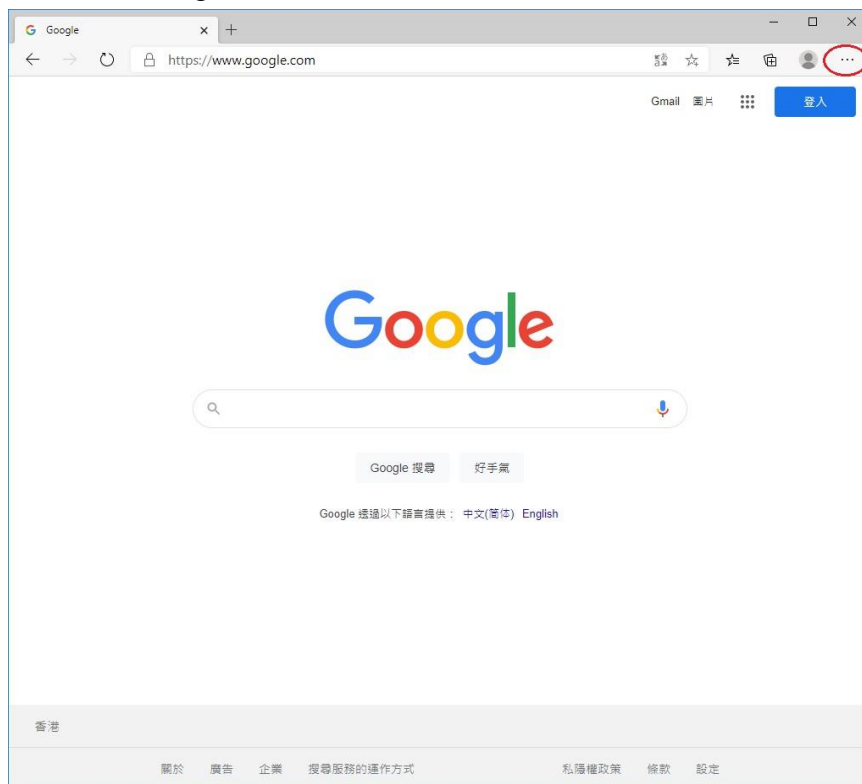 Google
https://www.google.com
Gmail 圖片 登入
Google
Google 搜尋 好手氣
Google 透過以下語言提供： 中文(简体) English
香港
關於 廣告 企業 搜尋服務的運作方式 私隱權政策 條款 設定